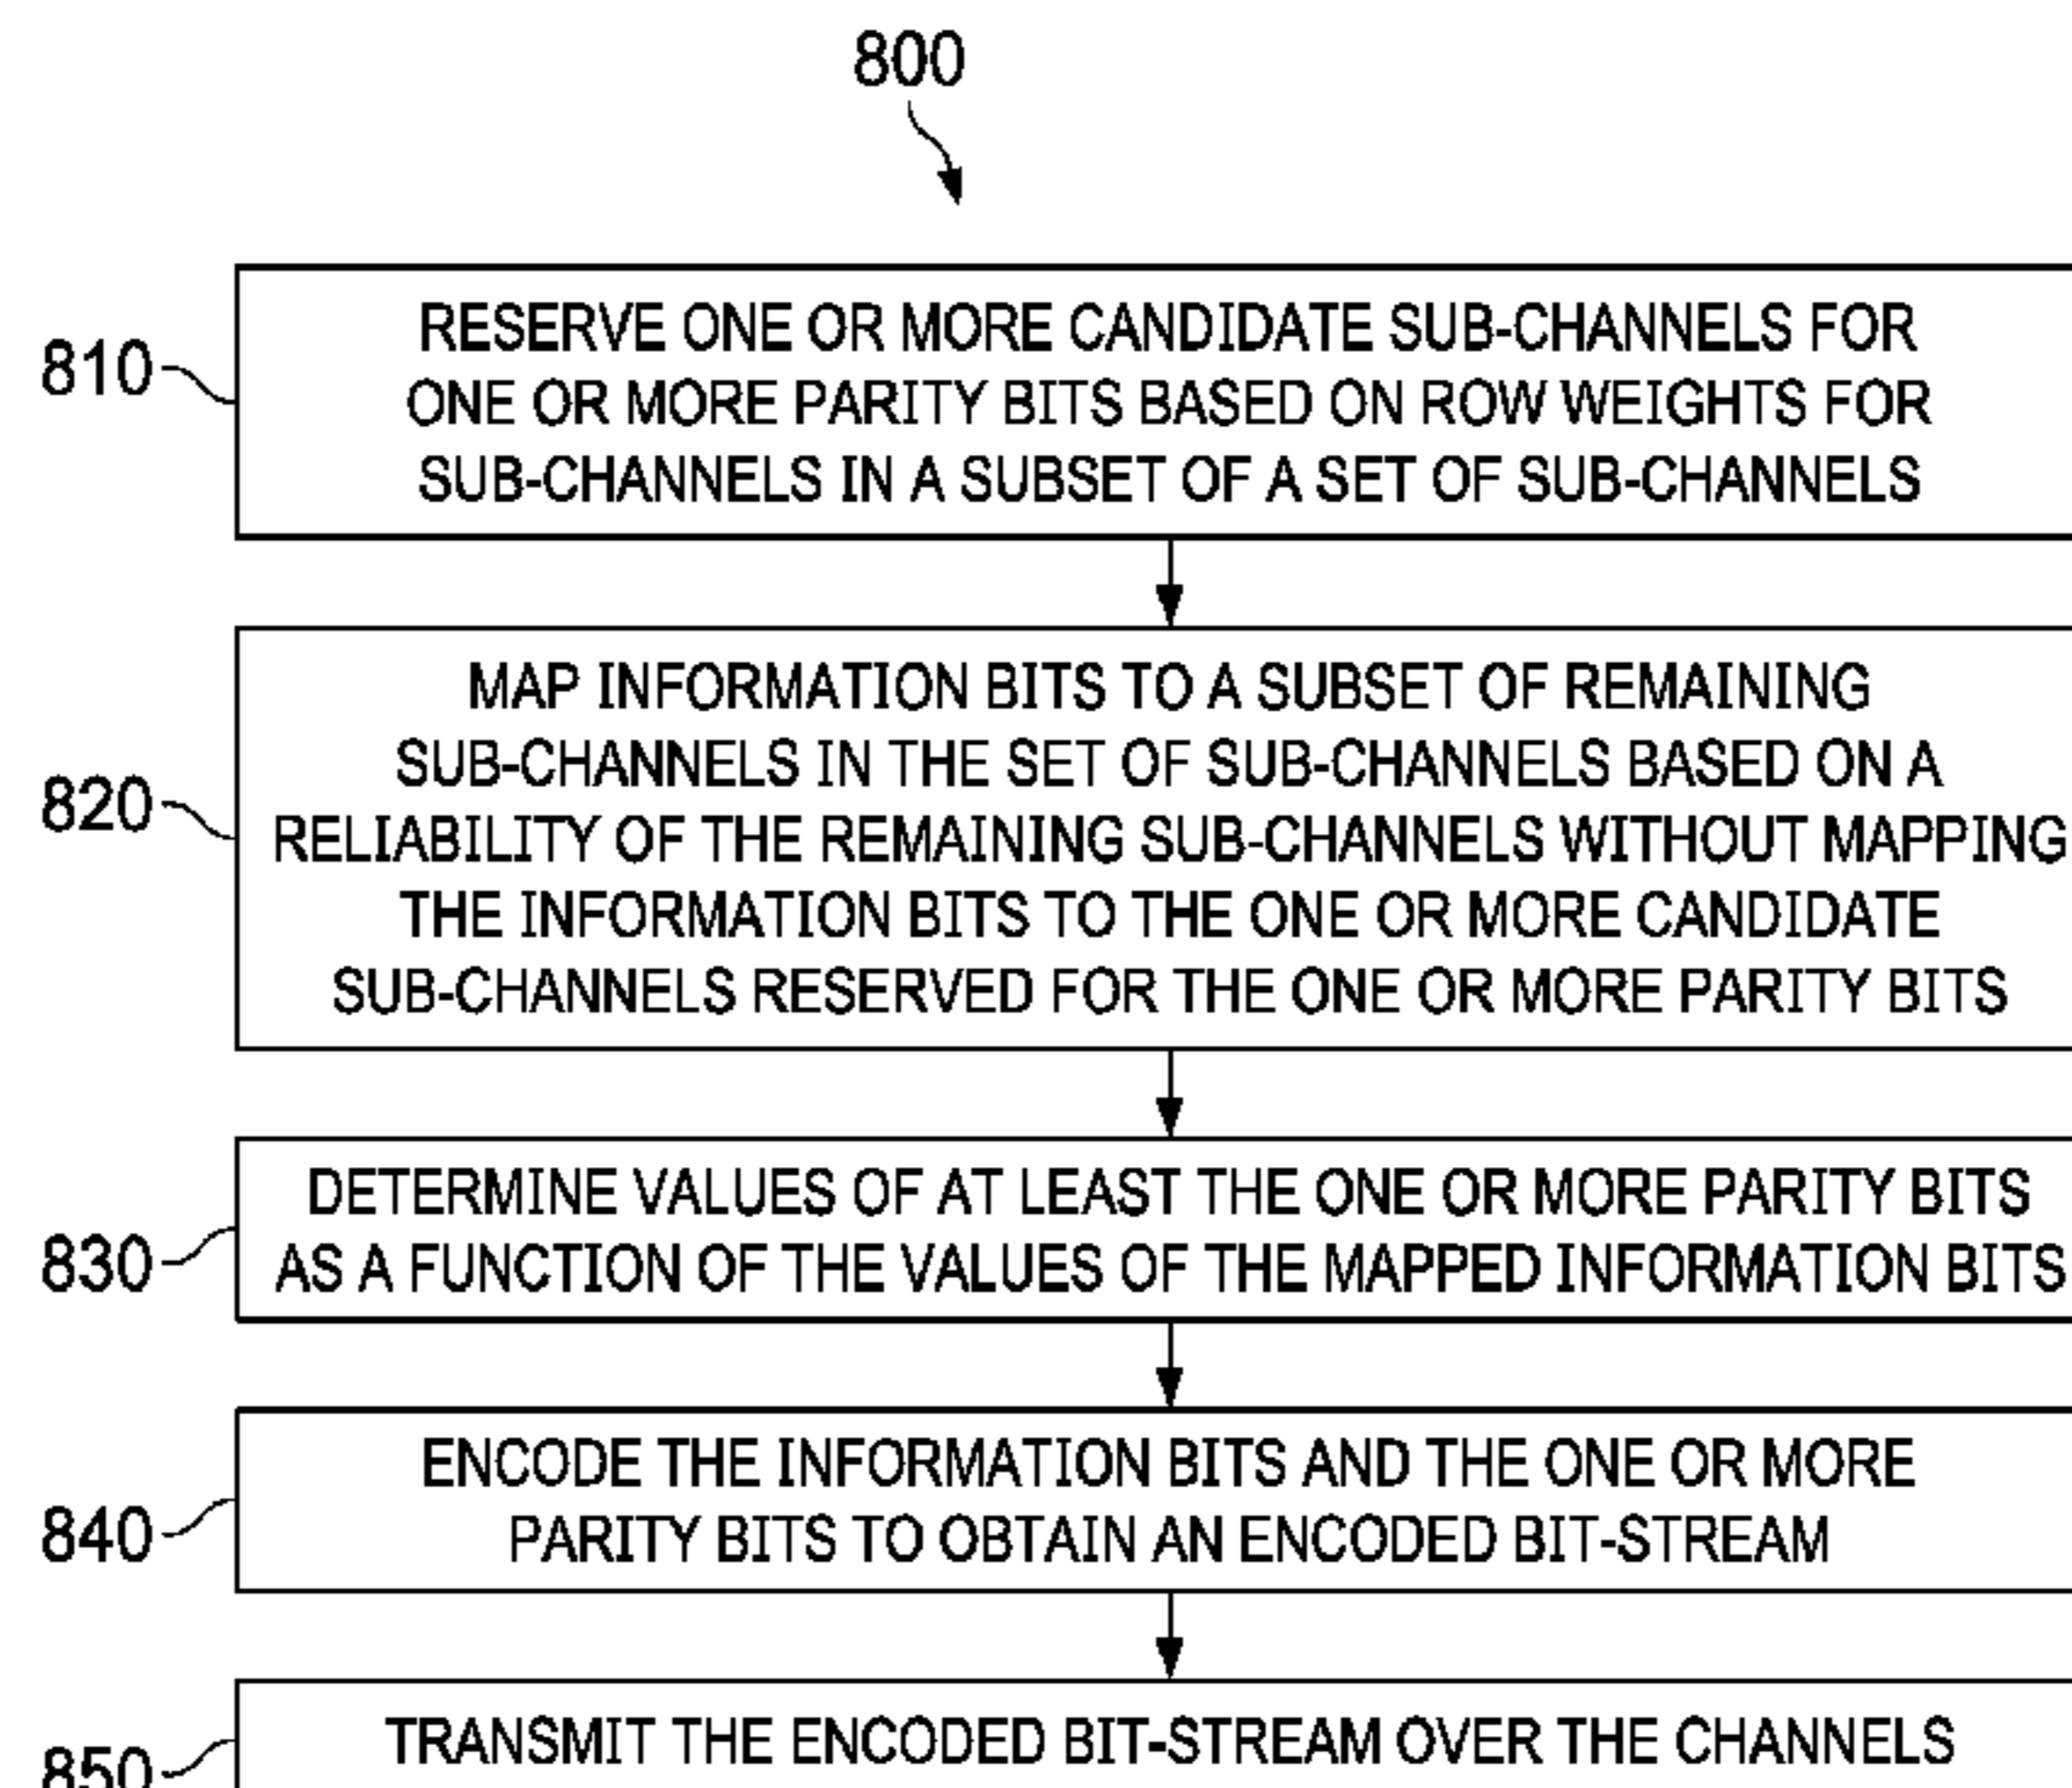 800
810
RESERVE ONE OR MORE CANDIDATE SUB-CHANNELS FOR
ONE OR MORE PARITY BITS BASED ON ROW WEIGHTS FOR
SUB-CHANNELS IN A SUBSET OF A SET OF SUB-CHANNELS
820
MAP INFORMATION BITS TO A SUBSET OF REMAINING
SUB-CHANNELS IN THE SET OF SUB-CHANNELS BASED ON A
RELIABILITY OF THE REMAINING SUB-CHANNELS WITHOUT MAPPING
THE INFORMATION BITS TO THE ONE OR MORE CANDIDATE
SUB-CHANNELS RESERVED FOR THE ONE OR MORE PARITY BITS
830
DETERMINE VALUES OF AT LEAST THE ONE OR MORE PARITY BITS
AS A FUNCTION OF THE VALUES OF THE MAPPED INFORMATION BITS
840
ENCODE THE INFORMATION BITS AND THE ONE OR MORE
PARITY BITS TO OBTAIN AN ENCODED BIT-STREAM
850
TRANSMIT THE ENCODED BIT-STREAM OVER THE CHANNELS